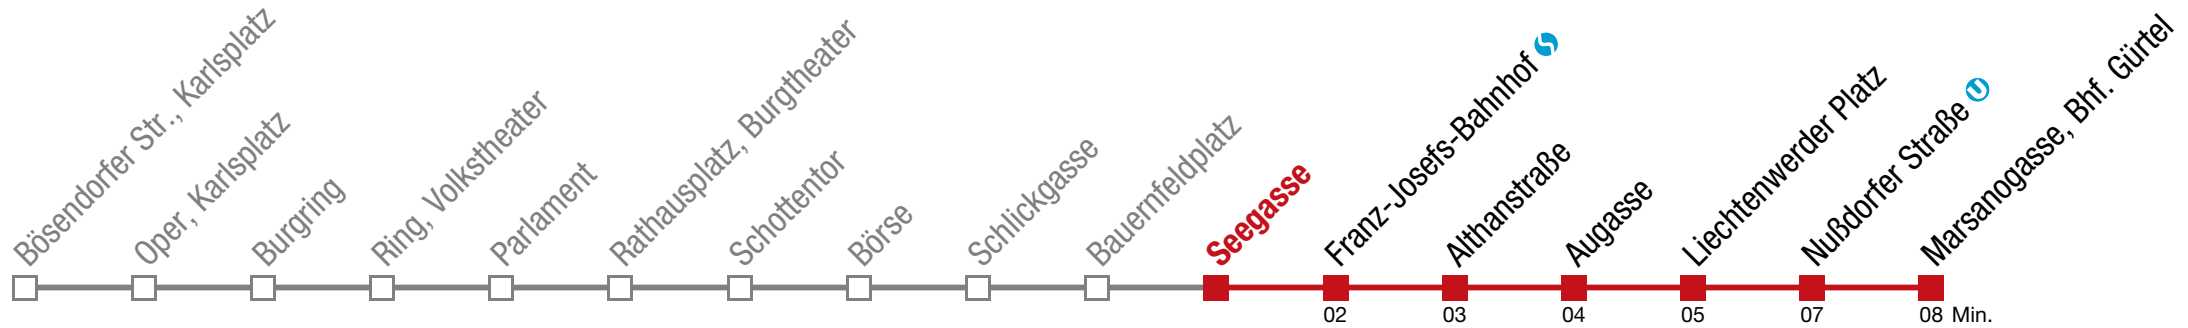 Bösendorfer Str., Karlsplatz
Oper, Karlsplatz
Burgring
Ring, Volkstheater
Parlament
Rathausplatz, Burgtheater
Schottentor
Börse
Schlickgasse
Bauernfeldplatz
Seegasse
Franz-Josefs-Bahnhof S
Althanstraße
Augasse
Liechtenwerder Platz
Nußdorfer Straße U
Marsanogasse, Bhf. Gürtel
02 03 04 05 07 08 Min.